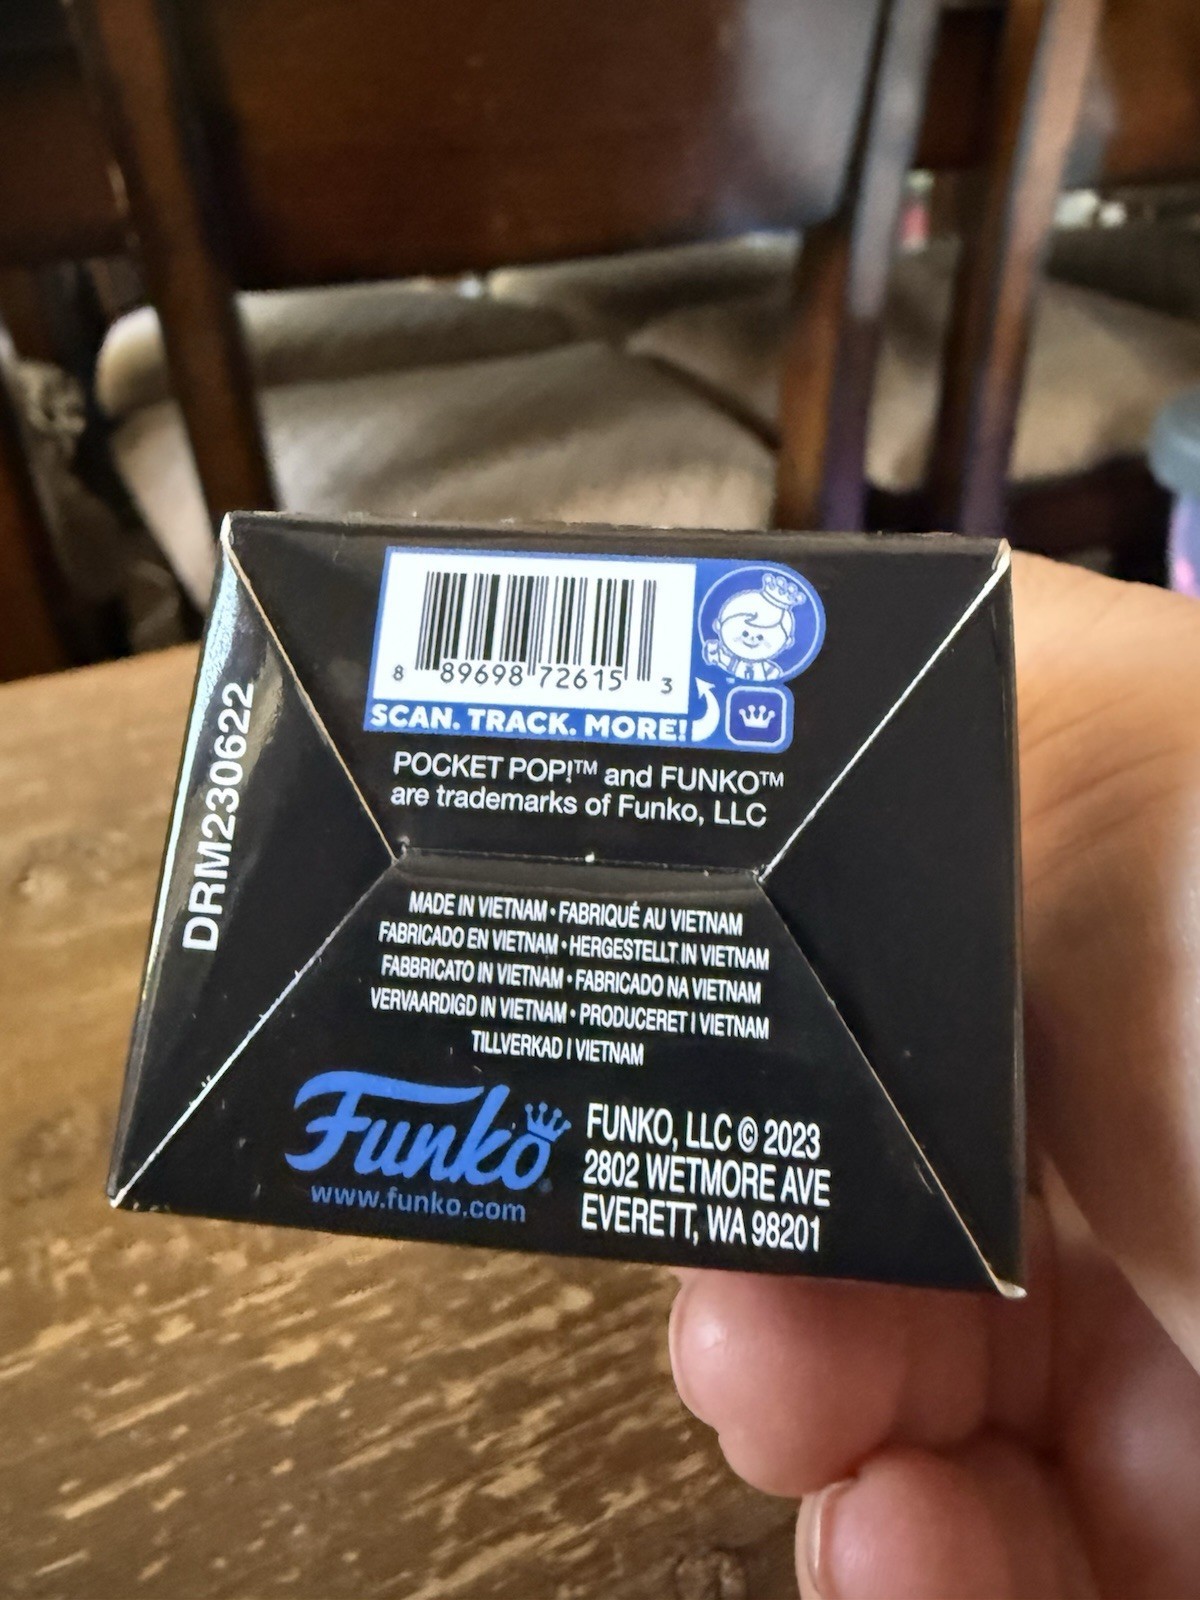 8 89698 72615 3
SCAN. TRACK. MORE!
POCKET POP!™ and FUNKO™
are trademarks of Funko, LLC
DRM230622
MADE IN VIETNAM • FABRIQUÉ AU VIETNAM
FABRICADO EN VIETNAM • HERGESTELLT IN VIETNAM
FABBRICATO IN VIETNAM • FABRICADO NA VIETNAM
VERVAARDIGD IN VIETNAM • PRODUCERET I VIETNAM
TILLVERKAD I VIETNAM
Funko
www.funko.com
FUNKO, LLC © 2023
2802 WETMORE AVE
EVERETT, WA 98201